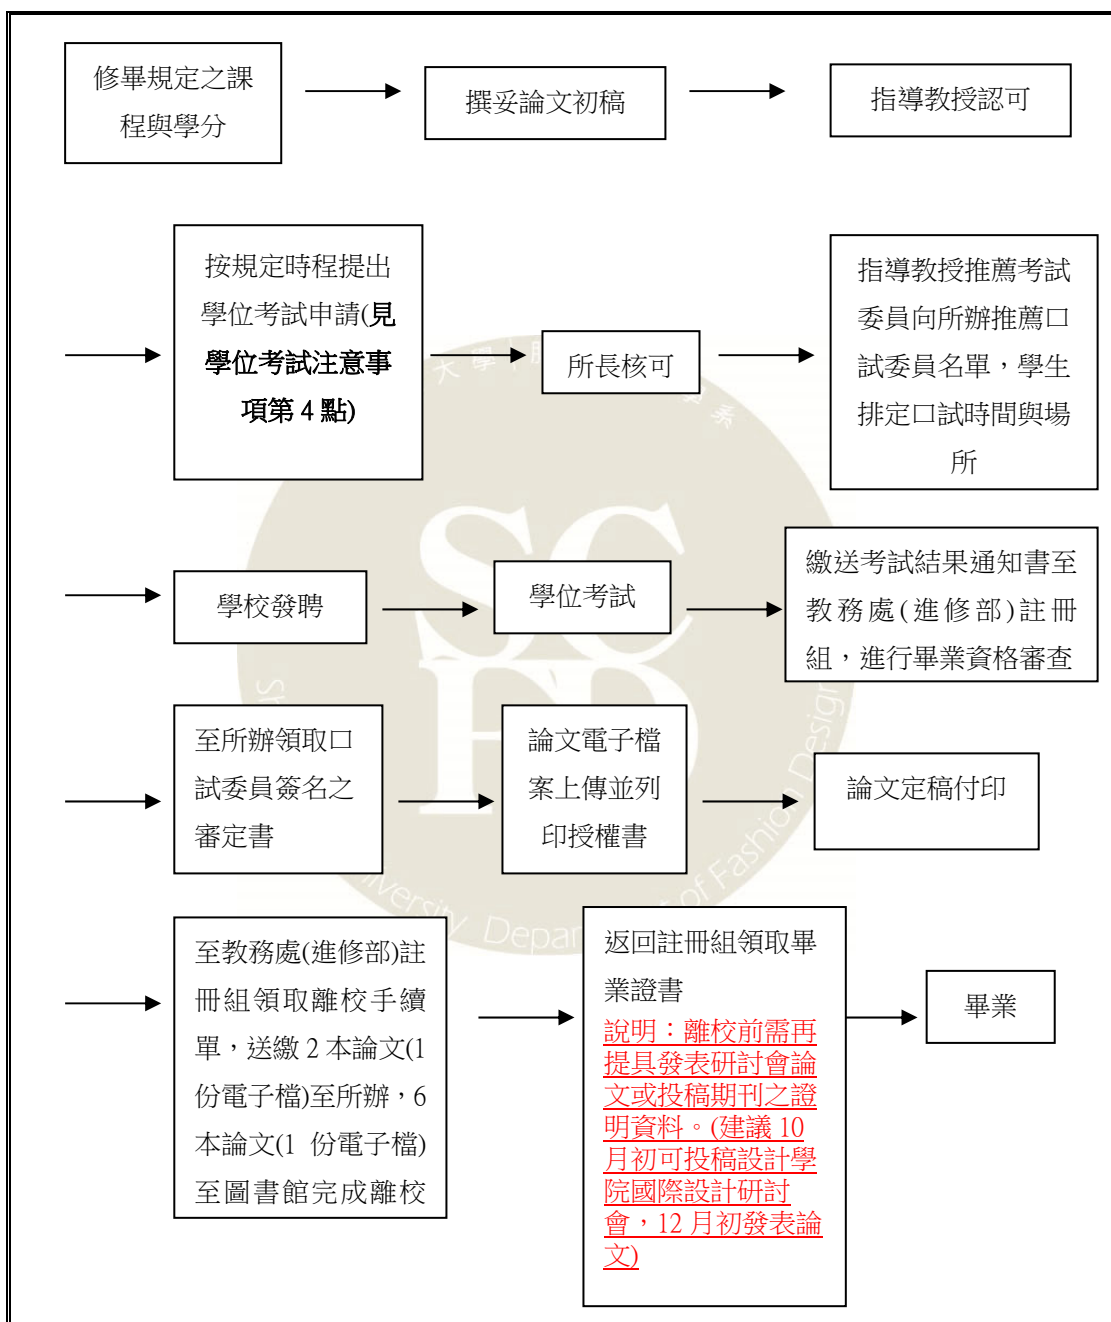 修畢規定之課
程與學分
撰妥論文初稿
指導教授認可
按規定時程提出
學位考試申請(見
學位考試注意事
項第 4 點)
所長核可
指導教授推薦考試
委員向所辦推薦口
試委員名單，學生
排定口試時間與場
所
學校發聘
學位考試
繳送考試結果通知書至
教務處(進修部)註冊
組，進行畢業資格審查
至所辦領取口
試委員簽名之
審定書
論文電子檔
案上傳並列
印授權書
論文定稿付印
至教務處(進修部)註
冊組領取離校手續
單，送繳 2 本論文(1
份電子檔)至所辦，6
本論文(1 份電子檔)
至圖書館完成離校
返回註冊組領取畢
業證書
說明：離校前需再
提具發表研討會論
文或投稿期刊之證
明資料。(建議 10
月初可投稿設計學
院國際設計研討
會，12 月初發表論
文)
畢業
大學
系
SC
FD
University Depar
of Fashion Design